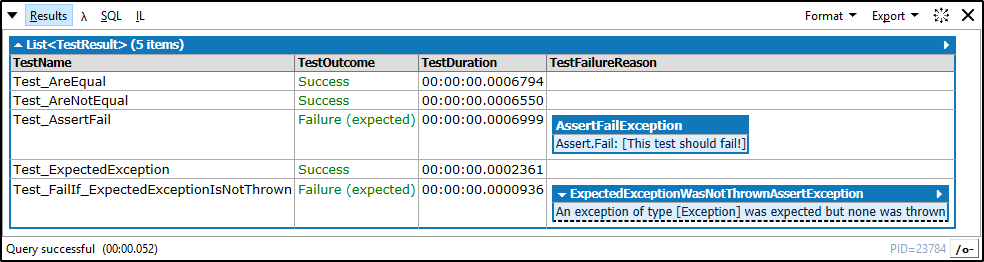 Results λ SQL IL Format Export
List<TestResult> (5 items)
TestName TestOutcome TestDuration TestFailureReason
Test_AreEqual Success 00:00:00.0006794
Test_AreNotEqual Success 00:00:00.0006550
Test_AssertFail Failure (expected) 00:00:00.0006999
AssertFailException
Assert.Fail: [This test should fail!]
Test_ExpectedException Success 00:00:00.0002361
Test_FailIf_ExpectedExceptionIsNotThrown Failure (expected) 00:00:00.0000936
ExpectedExceptionWasNotThrownAssertException
An exception of type [Exception] was expected but none was thrown
Query successful (00:00.052) PID=23784 /o-